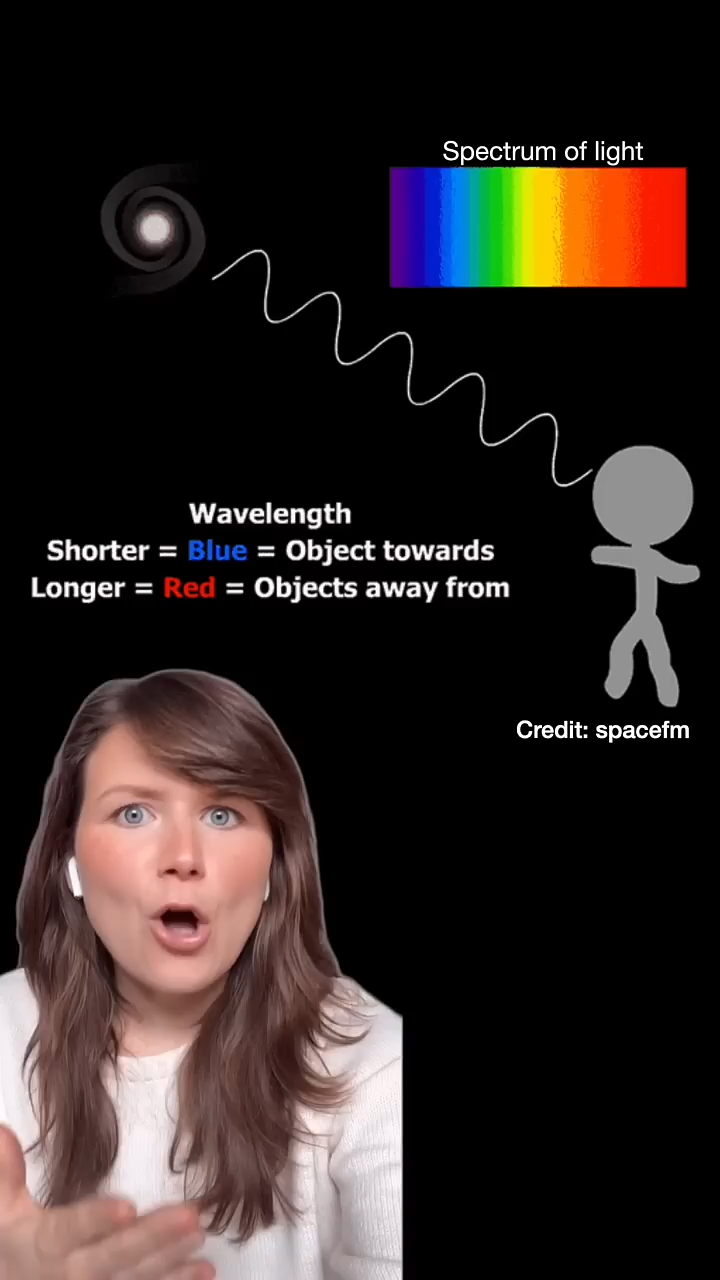 Spectrum of light
Wavelength
Shorter = Blue = Object towards
Longer = Red = Objects away from
Credit: spacefm